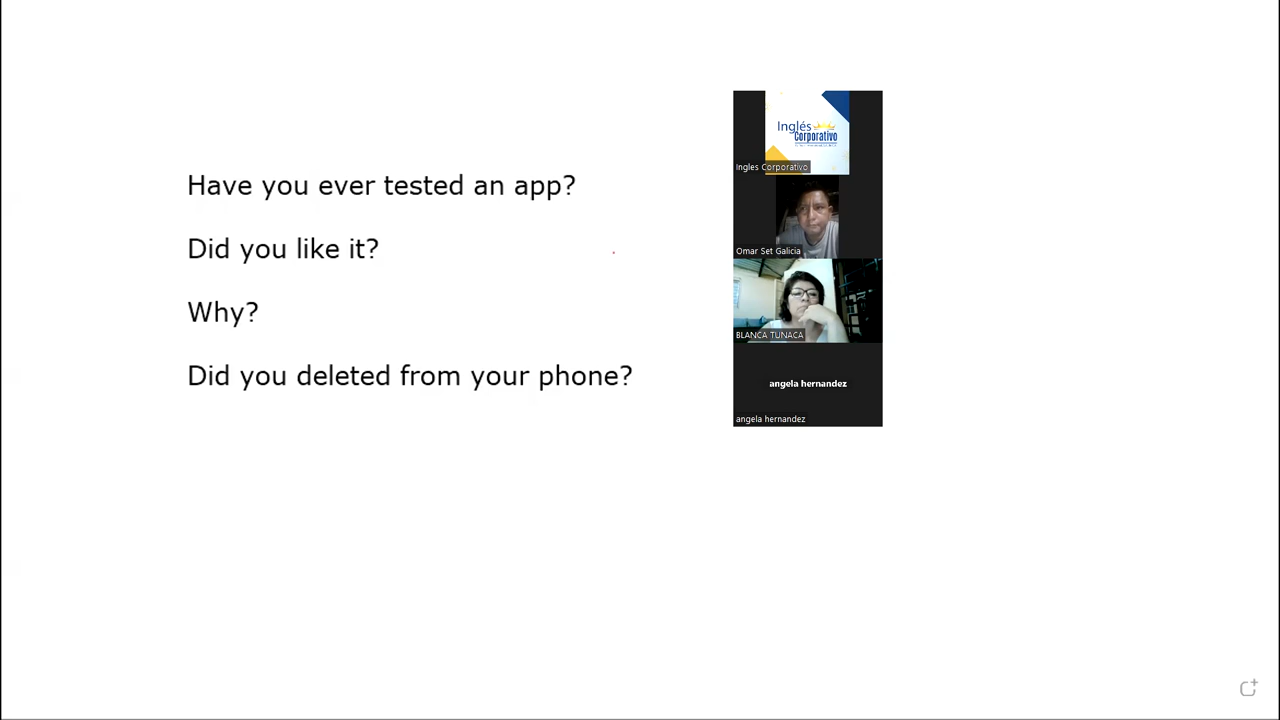 Have you ever tested an app?
Did you like it?
Why?
Did you deleted from your phone?
Inglés
Corporativo
Ingles Corporativo
Omar Set Galicia
BLANCA TUNACA
angela hernandez
angela hernandez